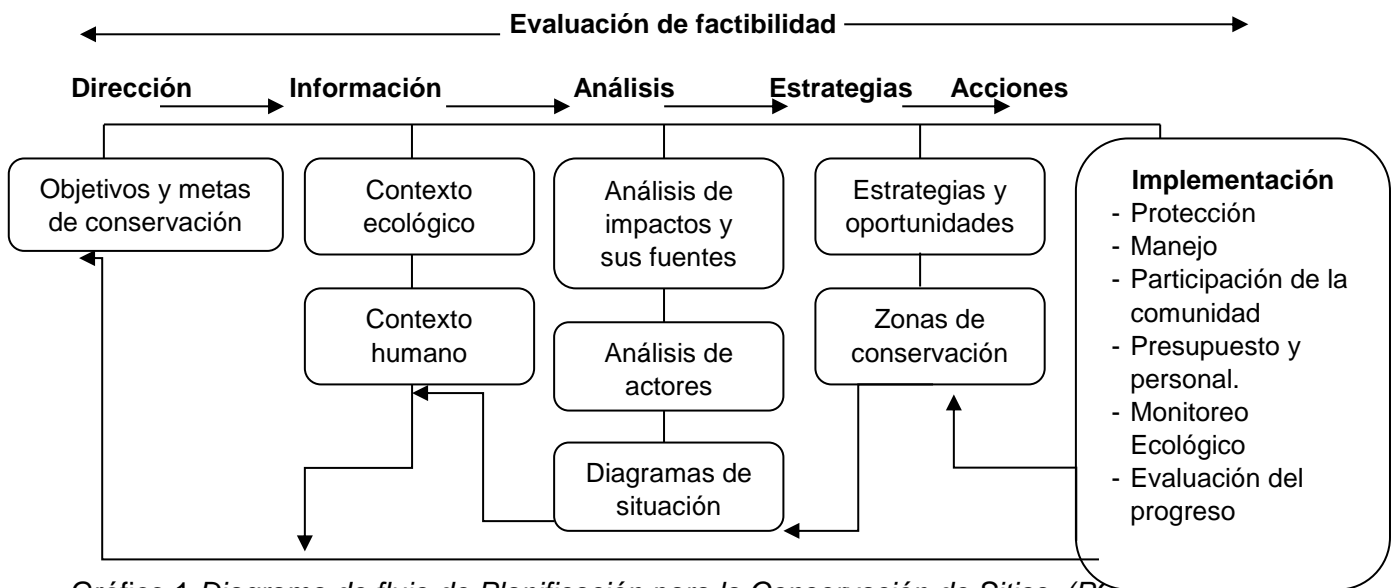 Evaluación de factibilidad
Dirección
Información
Análisis
Estrategias
Acciones
Objetivos y metas
de conservación
Contexto
ecológico
Contexto
humano
Análisis de
impactos y
sus fuentes
Análisis de
actores
Diagramas de
situación
Estrategias y
oportunidades
Zonas de
conservación
Implementación
- Protección
- Manejo
- Participación de la
comunidad
- Presupuesto y
personal.
- Monitoreo
Ecológico
- Evaluación del
progreso
Gráfico 1 Diagrama de flujo de Planificación para la Conservación de Sitios